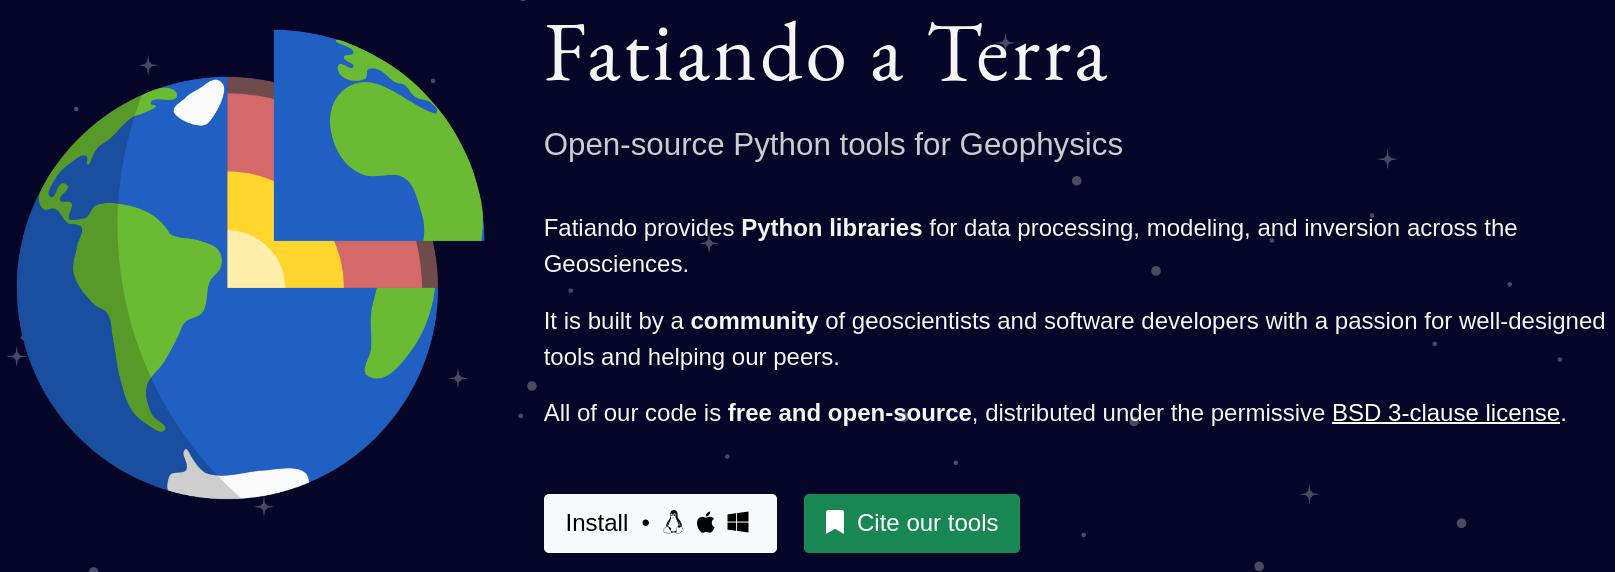 Fatiando a Terra
Open-source Python tools for Geophysics
Fatiando provides Python libraries for data processing, modeling, and inversion across the
Geosciences.
It is built by a community of geoscientists and software developers with a passion for well-designed
tools and helping our peers.
All of our code is free and open-source, distributed under the permissive BSD 3-clause license.
Install •
Cite our tools